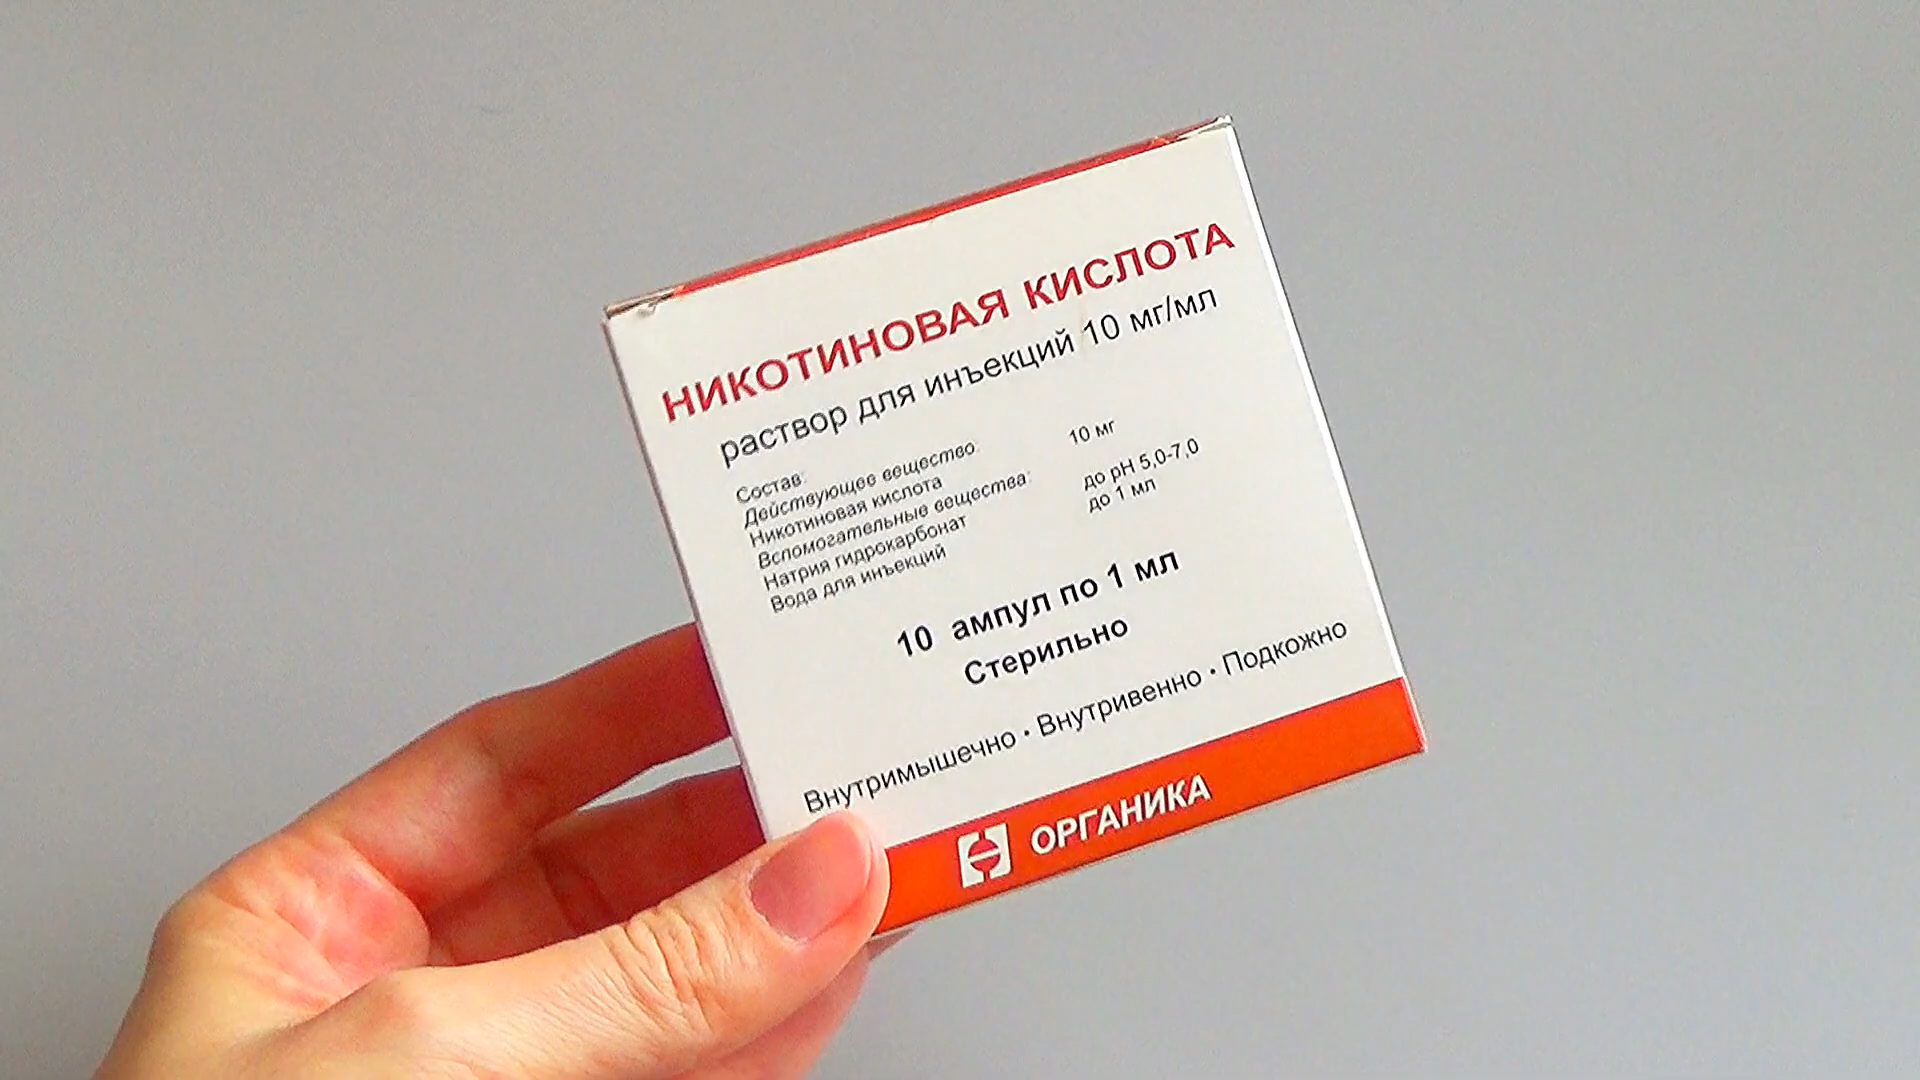 НИКОТИНОВАЯ КИСЛОТА
раствор для инъекций 10 мг/мл
Состав:
Действующее вещество:
Никотиновая кислота 10 мг
Вспомогательные вещества:
Натрия гидрокарбонат до pH 5,0-7,0
Вода для инъекций до 1 мл
10 ампул по 1 мл
Стерильно
Внутримышечно · Внутривенно · Подкожно
ОРГАНИКА